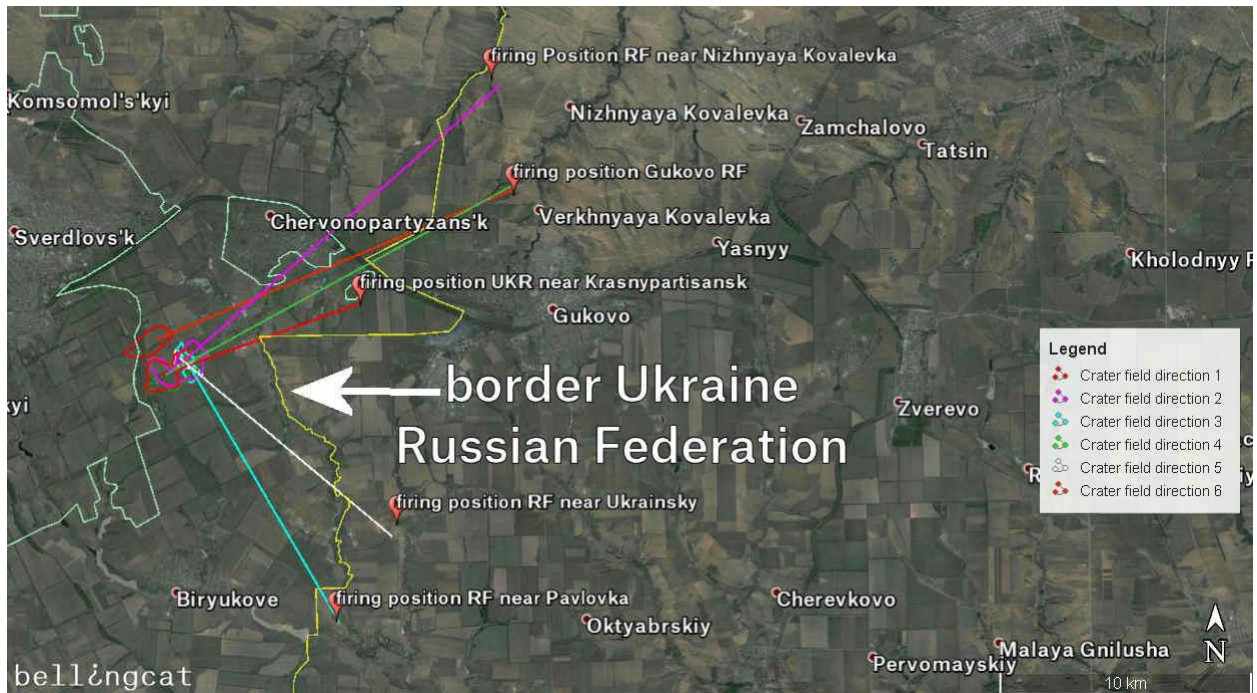 firing Position RF near Nizhnyaya Kovalevka
Komsomol's'kyi
Nizhnyaya Kovalevka
Zamchalovo
Tatsin
firing position Gukovo RF
Chervonopartyzans'k
Verkhnyaya Kovalevka
Sverdlovs'k
Yasnyy
Kholodnyy P
firing position UKR near Krasnypartisansk
Gukovo
Legend
Crater field direction 1
Crater field direction 2
Crater field direction 3
Crater field direction 4
Crater field direction 5
Crater field direction 6
border Ukraine
Russian Federation
kyi
Zverevo
firing position RF near Ukrainsky
Biryukove
firing position RF near Pavlovka
Cherevkovo
Oktyabrskiy
Malaya Gnilusha
Pervomayskiy
N
10 km
bell¿ngcat